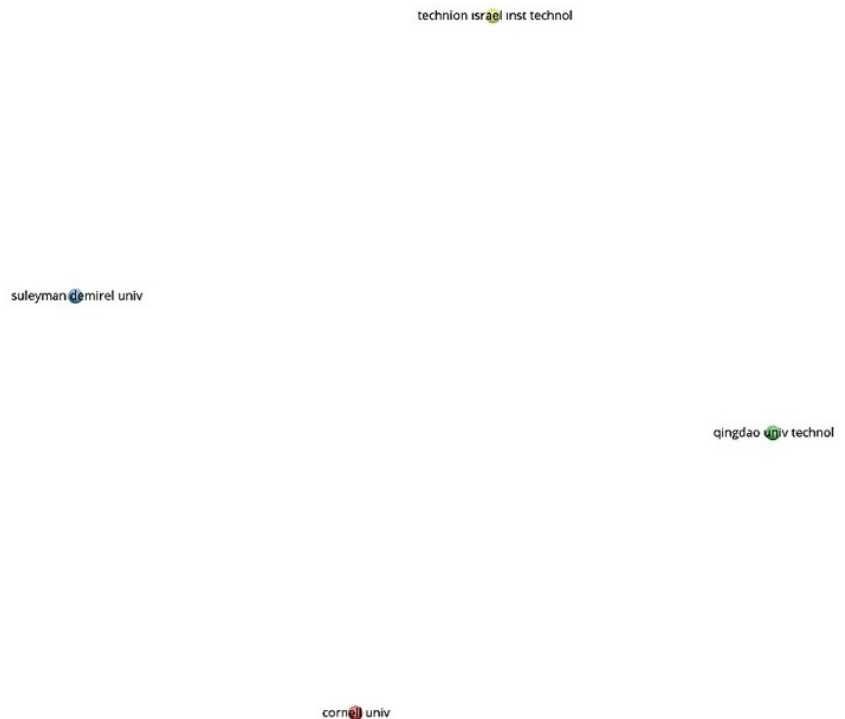 technion ısrael ınst technol
suleyman demirel univ
qingdao univ technol
cornell univ